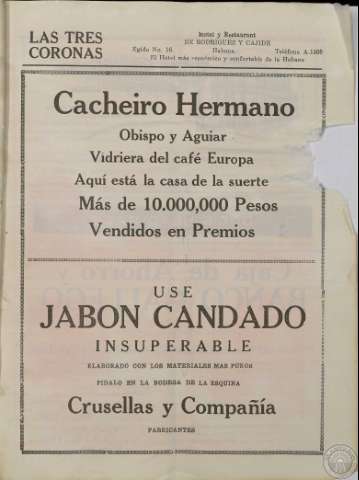 LAS TRES
CORONAS
Hotel y Restaurant
DE RODRIGUEZ Y CANDE
Egido No. 16 Habana. Teléfono A-1400
El Hotel más económico y confortable de la Habana
Cacheiro Hermano
Obispo y Aguiar
Vidriera del café Europa
Aquí está la casa de la suerte
Más de 10.000,000 Pesos
Vendidos en Premios
USE
JABON CANDADO
INSUPERABLE
ELABORADO CON LOS MATERIALES MAS PUROS
PIDALO EN LA BODEGA DE LA ESQUINA
Crusellas y Compañía
FABRICANTES